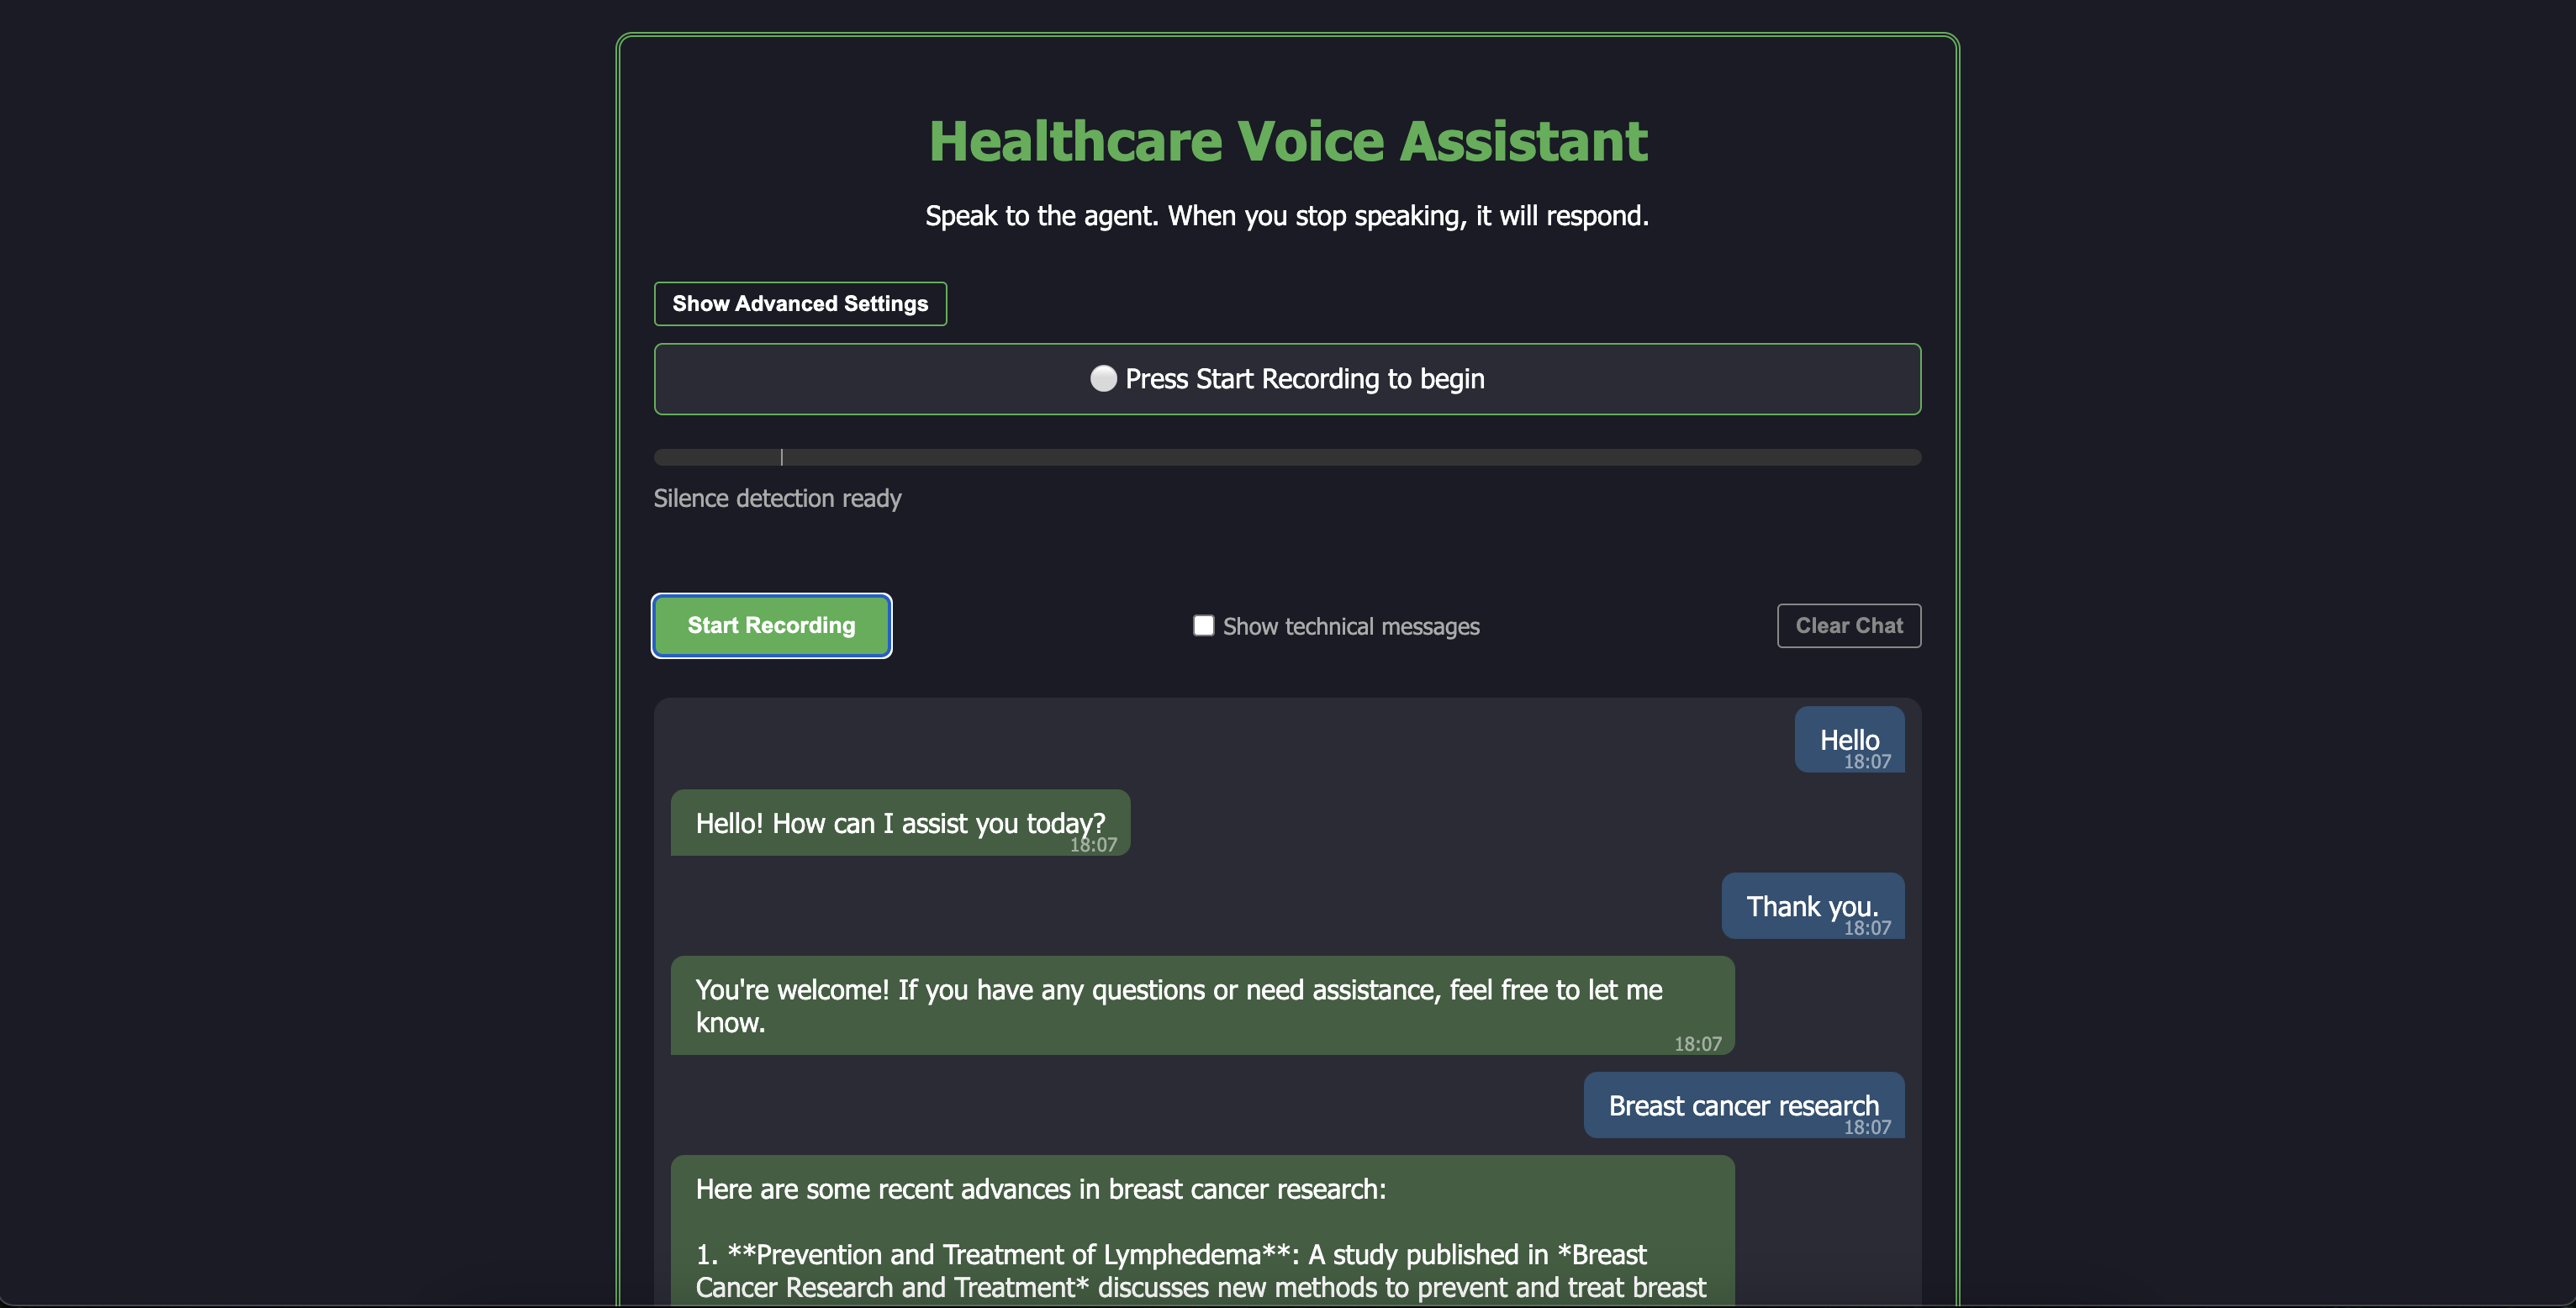 Healthcare Voice Assistant
Speak to the agent. When you stop speaking, it will respond.
Show Advanced Settings
Press Start Recording to begin
Silence detection ready
Start Recording
Show technical messages
Clear Chat
Hello
18:07
Hello! How can I assist you today?
18:07
Thank you.
18:07
You're welcome! If you have any questions or need assistance, feel free to let me
know.
18:07
Breast cancer research
18:07
Here are some recent advances in breast cancer research:
1. **Prevention and Treatment of Lymphedema**: A study published in *Breast
Cancer Research and Treatment* discusses new methods to prevent and treat breast